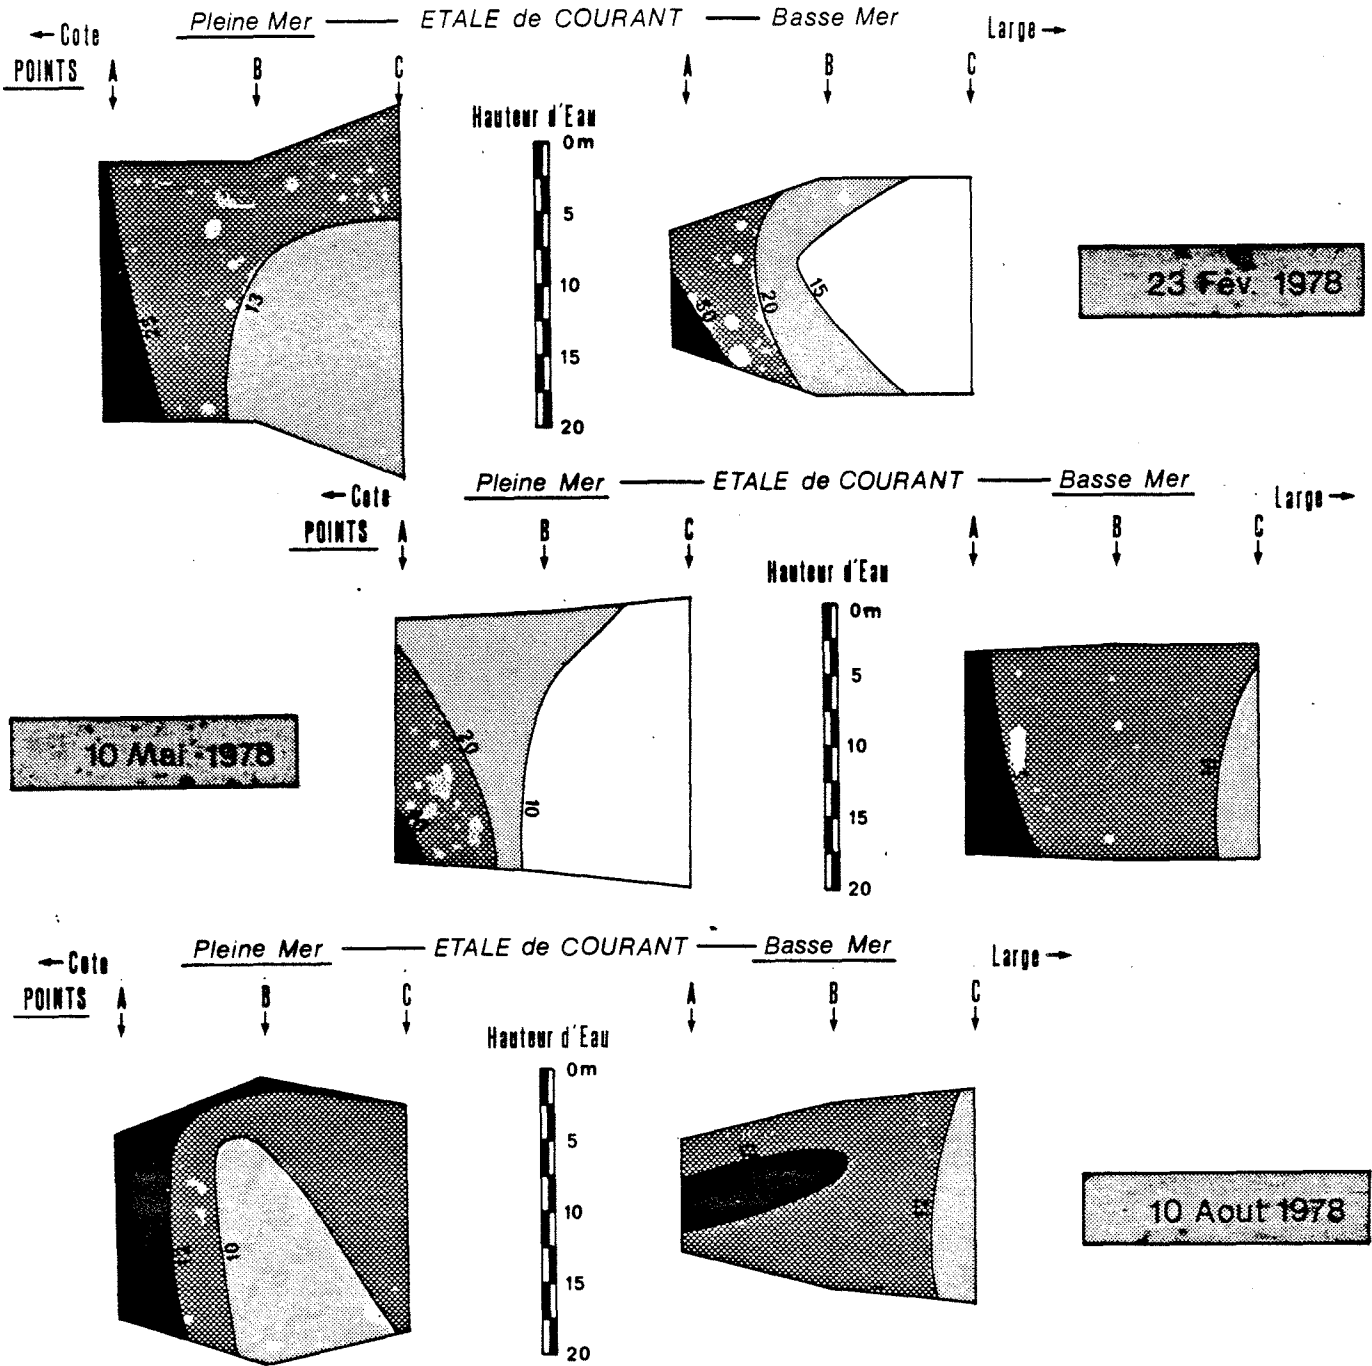 Pleine Mer — ETALE de COURANT — Basse Mer
←Cote Large→
POINTS A B C A B C
Hauteur d'Eau
0m
5
10
15
20
13
50
20
15
23 Fév. 1978
Pleine Mer — ETALE de COURANT — Basse Mer
←Cote Large→
POINTS A B C A B C
Hauteur d'Eau
0m
5
10
15
20
20
10
10 Mai 1978
Pleine Mer — ETALE de COURANT — Basse Mer
←Cote Large→
POINTS A B C A B C
Hauteur d'Eau
0m
5
10
15
20
12
10
12
10 Aout 1978